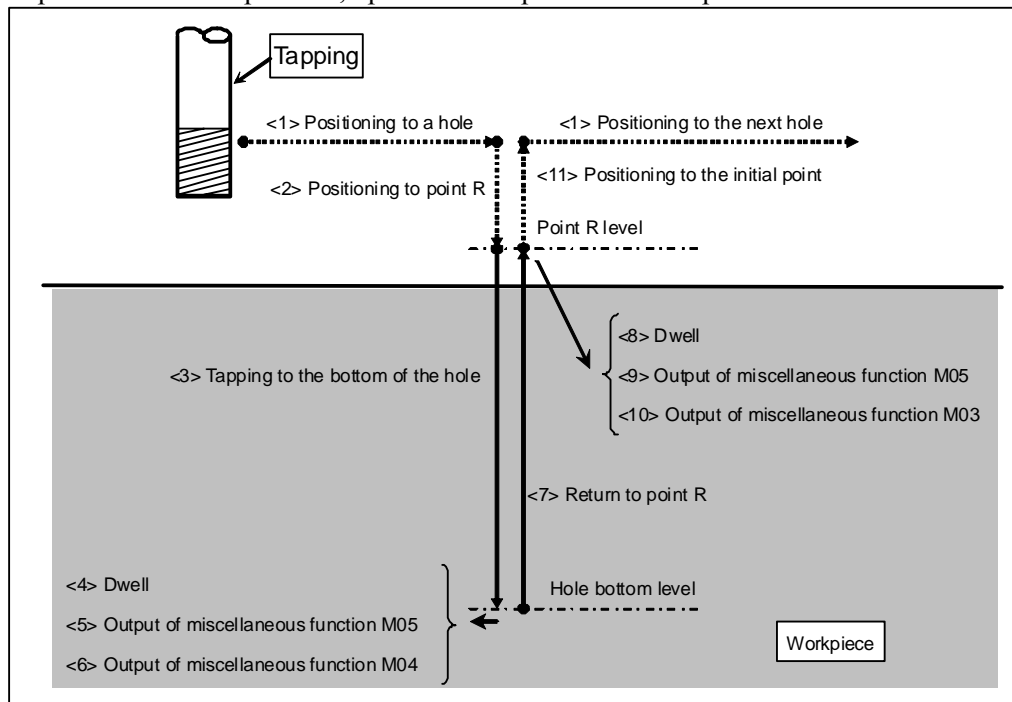 Tapping
<1> Positioning to a hole
<1> Positioning to the next hole
<2> Positioning to point R
<11> Positioning to the initial point
Point R level
<8> Dwell
<3> Tapping to the bottom of the hole
<9> Output of miscellaneous function M05
<10> Output of miscellaneous function M03
<7> Return to point R
<4> Dwell
Hole bottom level
<5> Output of miscellaneous function M05
<6> Output of miscellaneous function M04
Workpiece